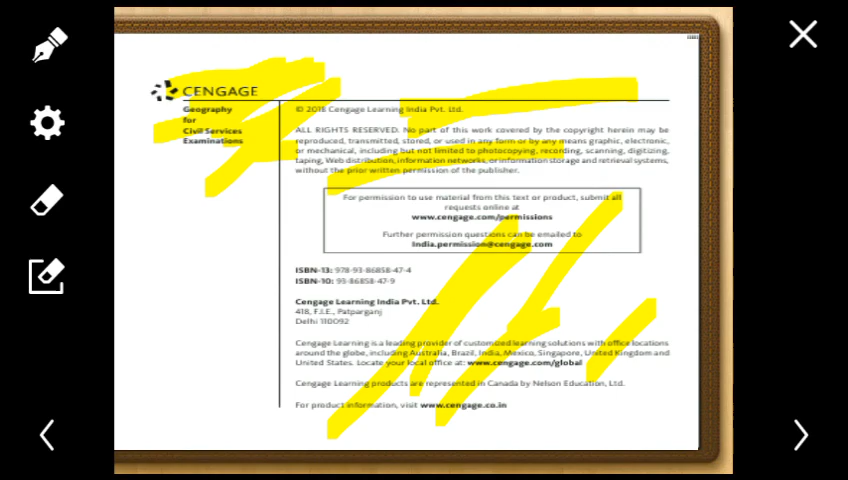 CENGAGE
Geography
for
Civil Services
Examinations
© 2018 Cengage Learning India Pvt. Ltd.
ALL RIGHTS RESERVED. No part of this work covered by the copyright herein may be
reproduced, transmitted, stored, or used in any form or by any means graphic, electronic,
or mechanical, including but not limited to photocopying, recording, scanning, digitizing,
taping, Web distribution, information networks, or information storage and retrieval systems,
without the prior written permission of the publisher.
For permission to use material from this text or product, submit all
requests online at
www.cengage.com/permissions
Further permission questions can be emailed to
India.permission@cengage.com
ISBN-13: 978-93-86858-47-4
ISBN-10: 93-86858-47-9
Cengage Learning India Pvt. Ltd.
418, F.I.E., Patparganj
Delhi 110092
Cengage Learning is a leading provider of customized learning solutions with office locations
around the globe, including Australia, Brazil, India, Mexico, Singapore, United Kingdom and
United States. Locate your local office at: www.cengage.com/global
Cengage Learning products are represented in Canada by Nelson Education, Ltd.
For product information, visit www.cengage.co.in